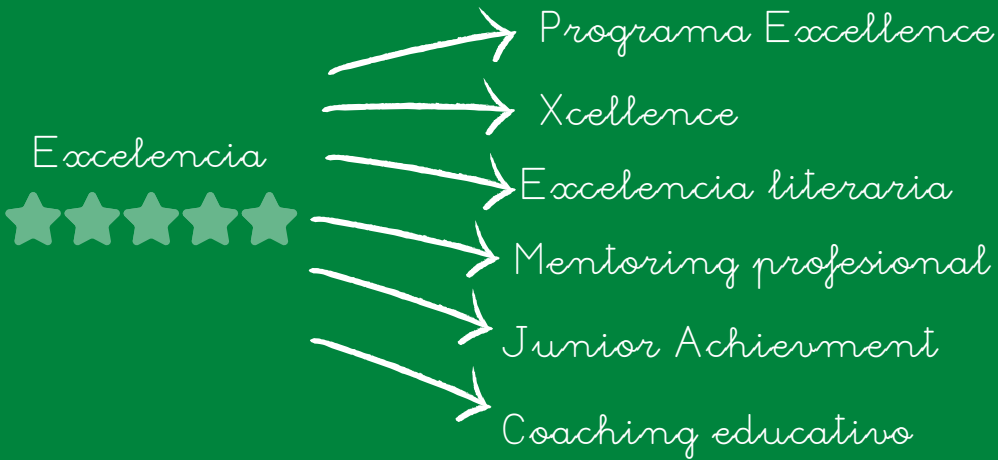 Excelencia
Programa Excellence
Xcellence
Excelencia literaria
Mentoring profesional
Junior Achievment
Coaching educativo